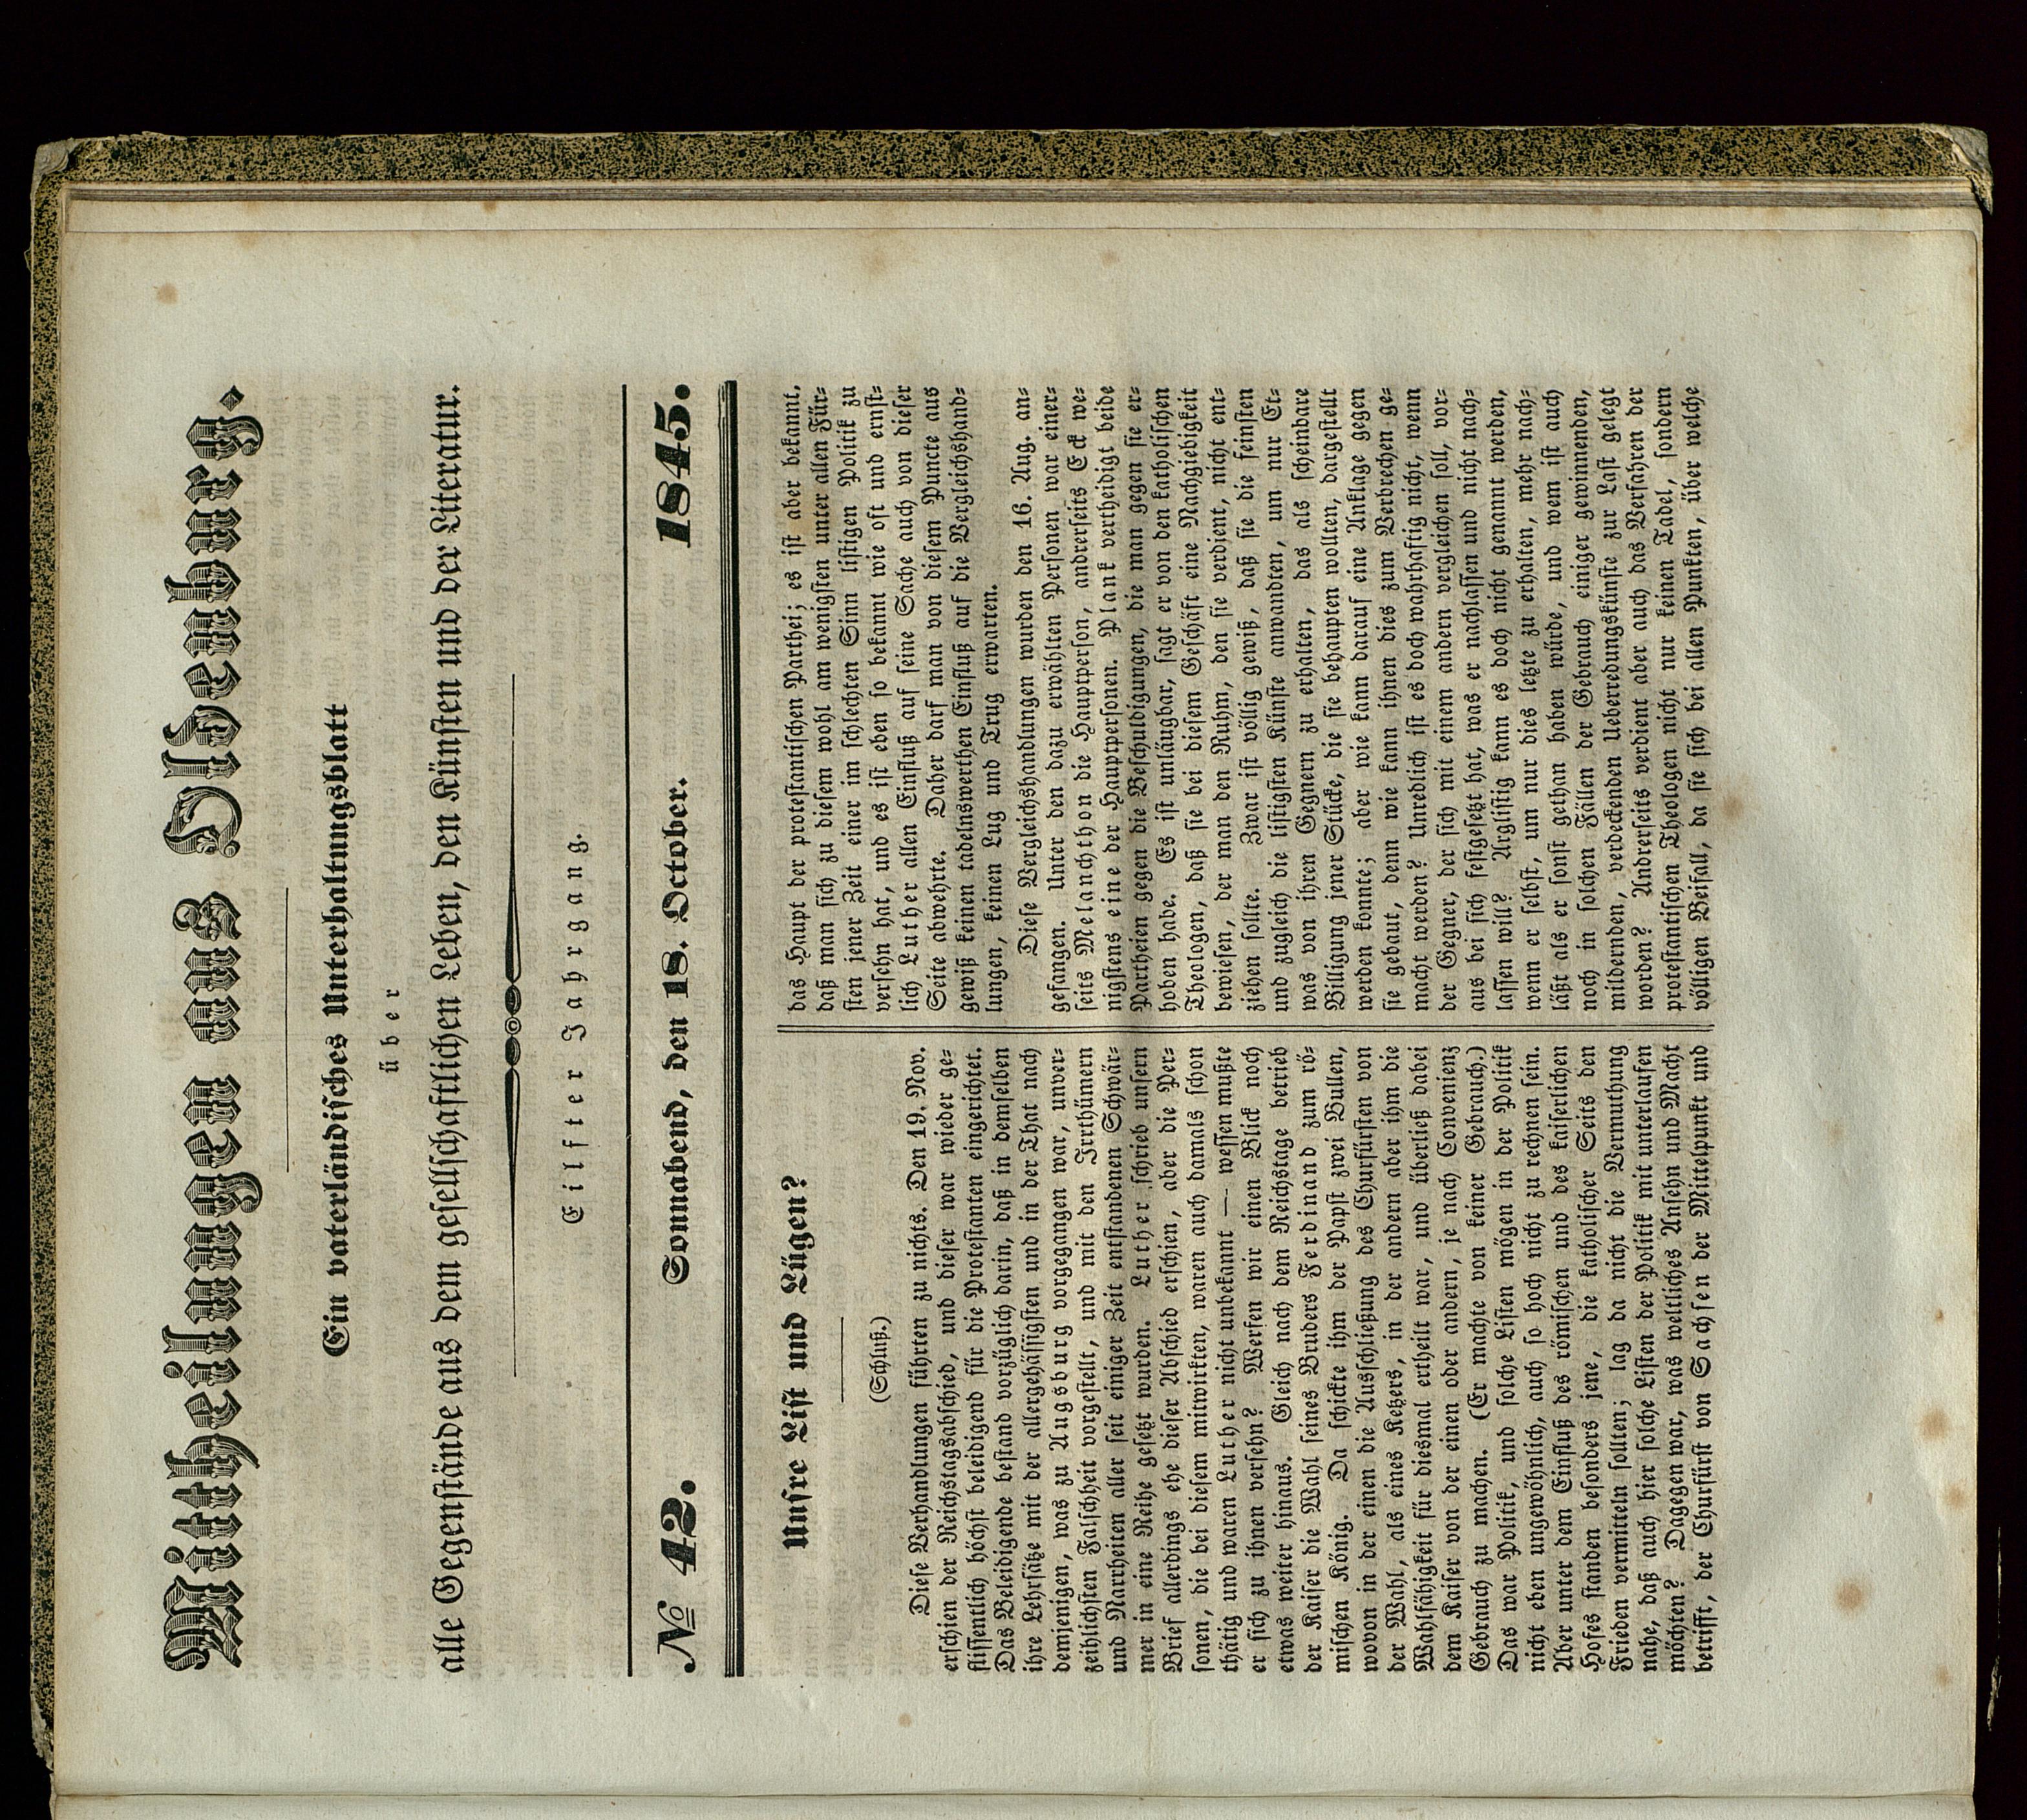 Mittheilungen aus Oldenburg.
Ein vaterländisches Unterhaltungsblatt
über
alle Gegenstände aus dem gesellschaftlichen Leben, den Künsten und der Literatur.
Eilfter Jahrgang.
№ 42. Sonnabend, den 18. October. 1845.
Unsre List und Lügen?
(Schluß.)
Diese Verhandlungen führten zu nichts. Den 19. Nov.
erschien der Reichstagsabschied, und dieser war wieder ge-
flissentlich höchst beleidigend für die Protestanten eingerichtet.
Das Beleidigende bestand vorzüglich darin, daß in demselben
ihre Lehrsätze mit der allergehässigsten und in der That nach
demjenigen, was zu Augsburg vorgegangen war, unver-
zeihlichsten Falschheit vorgestellt, und mit den Irrthümern
und Narrheiten aller seit einiger Zeit entstandenen Schwär-
mer in eine Reihe gesetzt wurden. Luther schrieb unsern
Brief allerdings ehe dieser Abschied erschien, aber die Per-
sonen, die bei diesem mitwirkten, waren auch damals schon
thätig und waren Luther nicht unbekannt — wessen mußte
er sich zu ihnen versehn? Werfen wir einen Blick noch
etwas weiter hinaus. Gleich nach dem Reichstage betrieb
der Kaiser die Wahl seines Bruders Ferdinand zum rö-
mischen König. Da schickte ihm der Papst zwei Bullen,
wovon in der einen die Ausschließung des Churfürsten von
der Wahl, als eines Ketzers, in der andern aber ihm die
Wahlfähigkeit für diesmal ertheilt war, und überließ dabei
dem Kaiser von der einen oder andern, je nach Convenienz
Gebrauch zu machen. (Er machte von keiner Gebrauch.)
Das war Politik, und solche Listen mögen in der Politik
nicht eben ungewöhnlich, auch so hoch nicht zu rechnen sein.
Aber unter dem Einfluß des römischen und des kaiserlichen
Hofes standen besonders jene, die katholischer Seits den
Frieden vermitteln sollten; lag da nicht die Vermuthung
nahe, daß auch hier solche Listen der Politik mit unterlaufen
möchten? Dagegen war, was weltliches Ansehn und Macht
betrifft, der Churfürst von Sachsen der Mittelpunkt und
das Haupt der protestantischen Parthei; es ist aber bekannt,
daß man sich zu diesem wohl am wenigsten unter allen Für-
sten jener Zeit einer im schlechten Sinn listigen Politik zu
versehn hat, und es ist eben so bekannt wie oft und ernst-
lich Luther allen Einfluß auf seine Sache auch von dieser
Seite abwehrte. Daher darf man von diesem Puncte aus
gewiß keinen tadelnswerthen Einfluß auf die Vergleichshand-
lungen, keinen Lug und Trug erwarten.
Diese Vergleichshandlungen wurden den 16. Aug. an-
gefangen. Unter den dazu erwählten Personen war einer-
seits Melanchthon die Hauptperson, andrerseits Eck we-
nigstens eine der Hauptpersonen. Plank vertheidigt beide
Partheien gegen die Beschuldigungen, die man gegen sie er-
hoben habe. Es ist unläugbar, sagt er von den katholischen
Theologen, daß sie bei diesem Geschäft eine Nachgiebigkeit
bewiesen, der man den Ruhm, den sie verdient, nicht ent-
ziehen sollte. Zwar ist völlig gewiß, daß sie die feinsten
und zugleich die listigsten Künste anwandten, um nur Et-
was von ihren Gegnern zu erhalten, das als scheinbare
Billigung jener Stücke, die sie behaupten wollten, dargestellt
werden konnte; aber wie kann darauf eine Anklage gegen
sie gebaut, denn wie kann ihnen dies zum Verbrechen ge-
macht werden? Unredlich ist es doch wahrhaftig nicht, wenn
der Gegner, der sich mit einem andern vergleichen soll, vor-
aus bei sich festgesetzt hat, was er nachlassen und nicht nach-
lassen will? Arglistig kann es doch nicht genannt werden,
wenn er selbst, um nur dies letzte zu erhalten, mehr nach-
läßt als er sonst gethan haben würde, und wem ist auch
noch in solchen Fällen der Gebrauch einiger gewinnenden,
mildernden, verdeckenden Ueberredungskünste zur Last gelegt
worden? Andrerseits verdient aber auch das Verfahren der
protestantischen Theologen nicht nur keinen Tadel, sondern
völligen Beifall, da sie sich bei allen Punkten, über welche